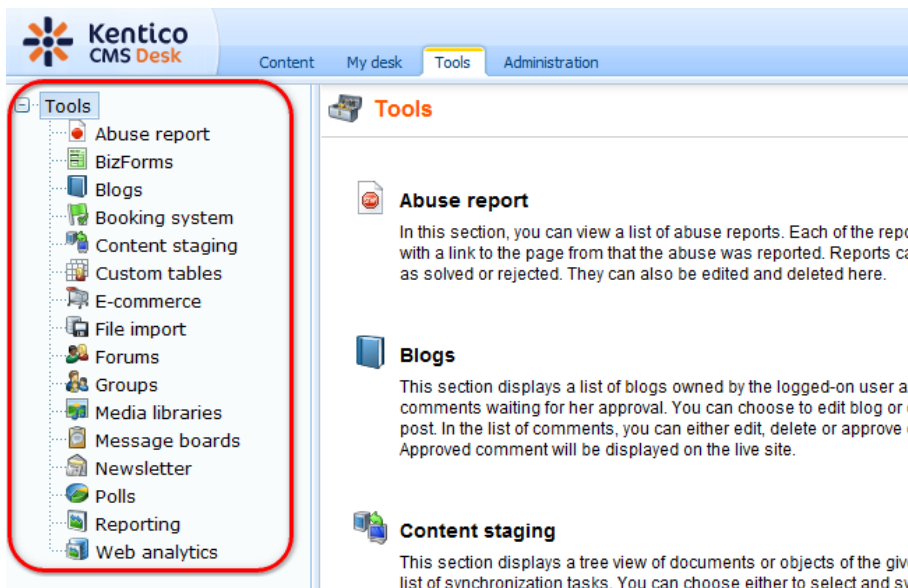 Kentico
CMS Desk
Content My desk Tools Administration
Tools
Abuse report
BizForms
Blogs
Booking system
Content staging
Custom tables
E-commerce
File import
Forums
Groups
Media libraries
Message boards
Newsletter
Polls
Reporting
Web analytics
Tools
Abuse report
In this section, you can view a list of abuse reports. Each of the
with a link to the page from that the abuse was reported. Reports
as solved or rejected. They can also be edited and deleted here.
Blogs
This section displays a list of blogs owned by the logged-on user
comments waiting for her approval. You can choose to edit blog or
post. In the list of comments, you can either edit, delete or approve
Approved comment will be displayed on the live site.
Content staging
This section displays a tree view of documents or objects of the
list of synchronization tasks. You can choose either to select and